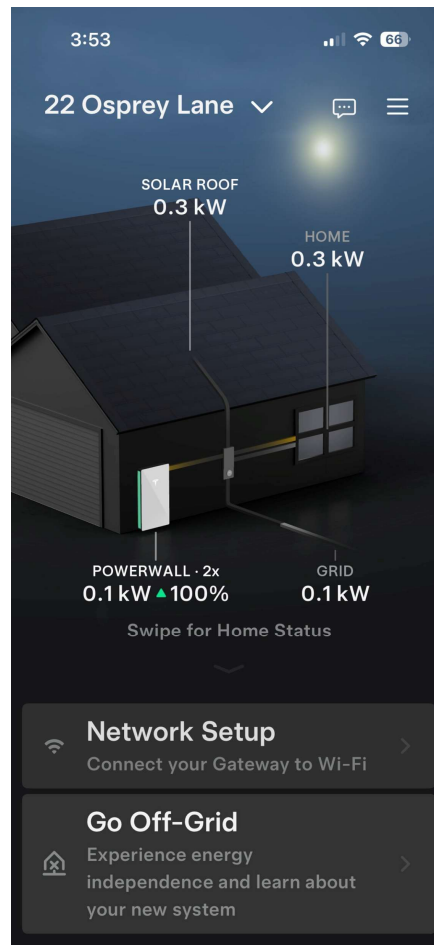 3:53
66
22 Osprey Lane
SOLAR ROOF
0.3 kW
HOME
0.3 kW
POWERWALL · 2x
0.1 kW ▲ 100%
GRID
0.1 kW
Swipe for Home Status
Network Setup
Connect your Gateway to Wi-Fi
Go Off-Grid
Experience energy
independence and learn about
your new system